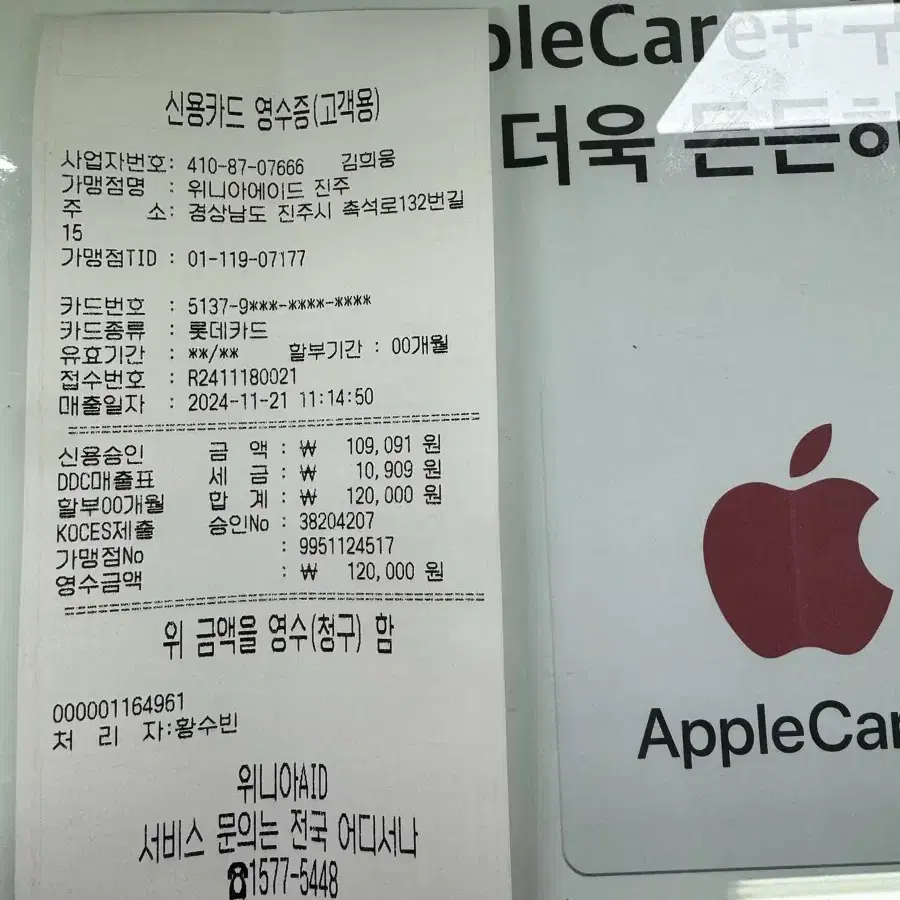 신용카드 영수증(고객용)
사업자번호: 410-87-07666 김희웅
가맹점명 : 위니아에이드 진주
주 소: 경상남도 진주시 촉석로132번길
15
가맹점TID : 01-119-07177
카드번호 : 5137-9***-****-****
카드종류 : 롯데카드
유효기간 : **/** 할부기간 : 00개월
접수번호 : R2411180021
매출일자 : 2024-11-21 11:14:50
신용승인 금 액 : ₩ 109,091 원
DDC매출표 세 금 : ₩ 10,909 원
할부00개월 합 계 : ₩ 120,000 원
KOCES제출 승인No : 38204207
가맹점No : 9951124517
영수금액 : ₩ 120,000 원
위 금액을 영수(청구) 함
000001164961
처 리 자:황수빈
위니아AID
서비스 문의는 전국 어디서나
☎1577-5448
pleCare+ 구
더욱 든든하
AppleCar